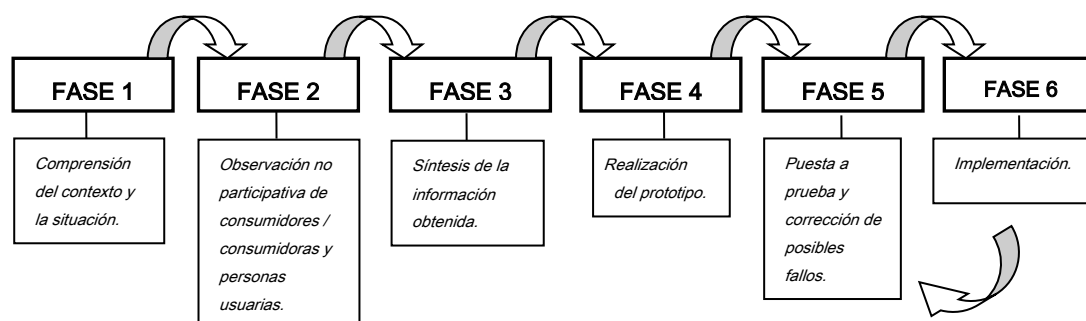 FASE 1
FASE 2
FASE 3
FASE 4
FASE 5
FASE 6
Comprensión
del contexto y
la situación.
Observación no
participativa de
consumidores /
consumidoras y
personas
usuarias.
Síntesis de la
información
obtenida.
Realización
del prototipo.
Puesta a
prueba y
corrección de
posibles
fallos.
Implementación.